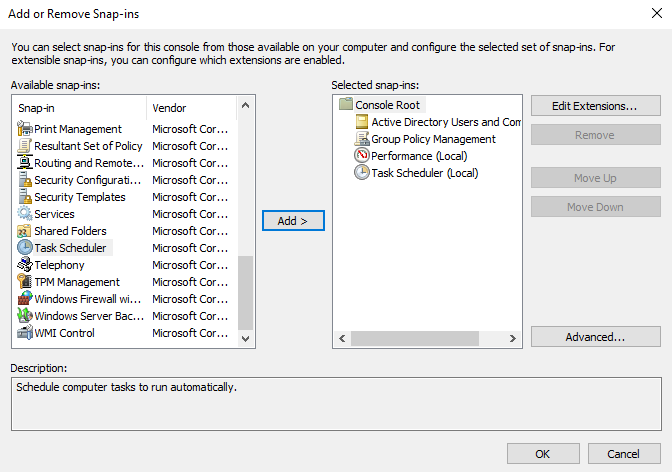 Add or Remove Snap-ins
You can select snap-ins for this console from those available on your computer and configure the selected set of snap-ins. For
extensible snap-ins, you can configure which extensions are enabled.
Available snap-ins:
Snap-in Vendor
Print Management Microsoft Cor...
Resultant Set of Policy Microsoft Cor...
Routing and Remote... Microsoft Cor...
Security Configurati... Microsoft Cor...
Security Templates Microsoft Cor...
Services Microsoft Cor...
Shared Folders Microsoft Cor...
Task Scheduler Microsoft Cor...
Telephony Microsoft Cor...
TPM Management Microsoft Cor...
Windows Firewall wi... Microsoft Cor...
Windows Server Bac... Microsoft Cor...
WMI Control Microsoft Cor...
Add >
Selected snap-ins:
Console Root
Active Directory Users and Com
Group Policy Management
Performance (Local)
Task Scheduler (Local)
Edit Extensions...
Remove
Move Up
Move Down
Advanced...
Description:
Schedule computer tasks to run automatically.
OK
Cancel